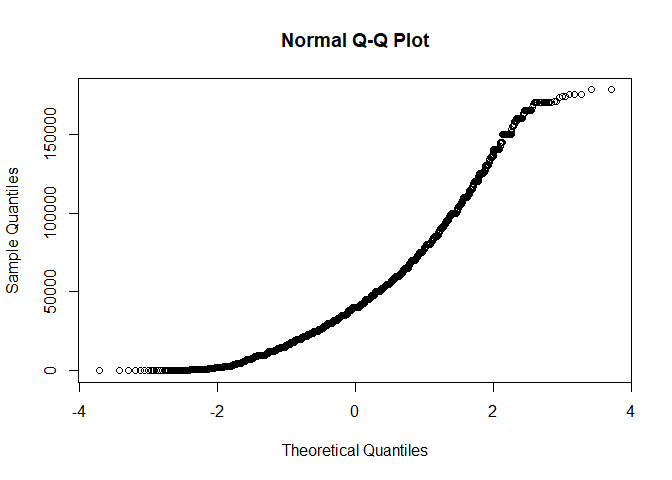 Normal Q-Q Plot
Sample Quantiles
150000
100000
50000
0
-4 -2 0 2 4
Theoretical Quantiles